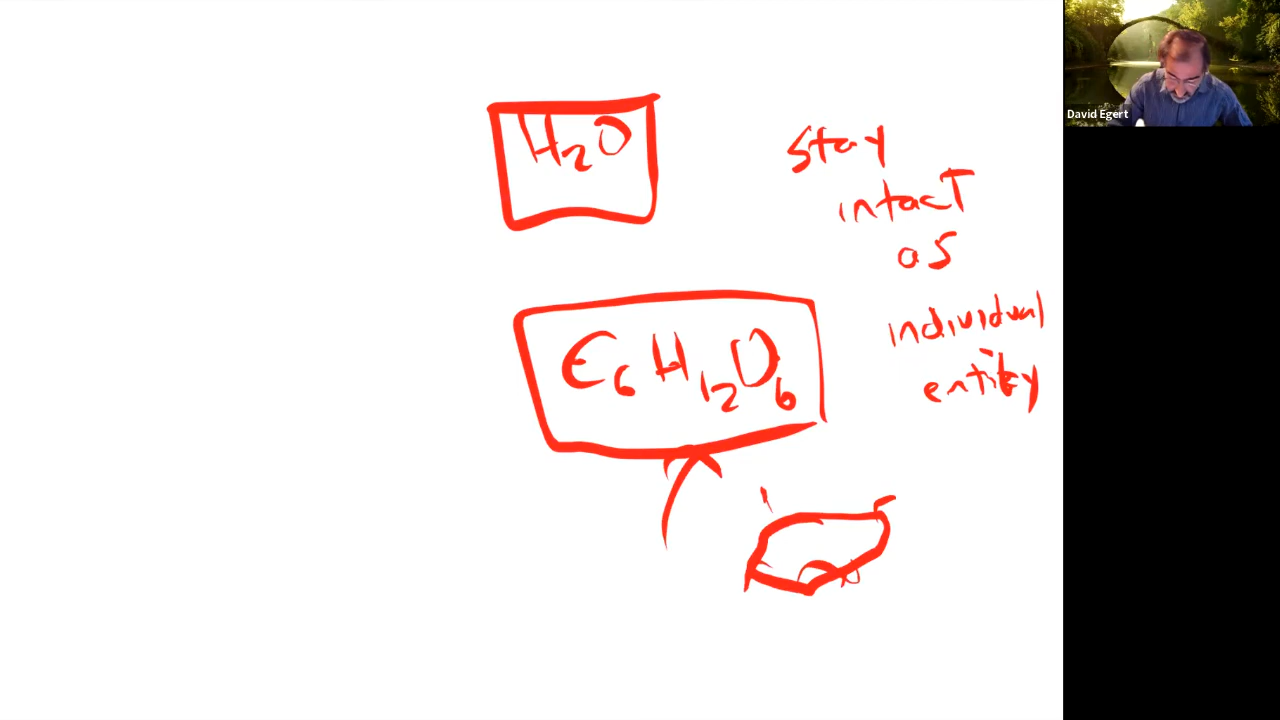 H₂O
stay
intact
as
individual
entity
C₆H₁₂O₆
David Egert